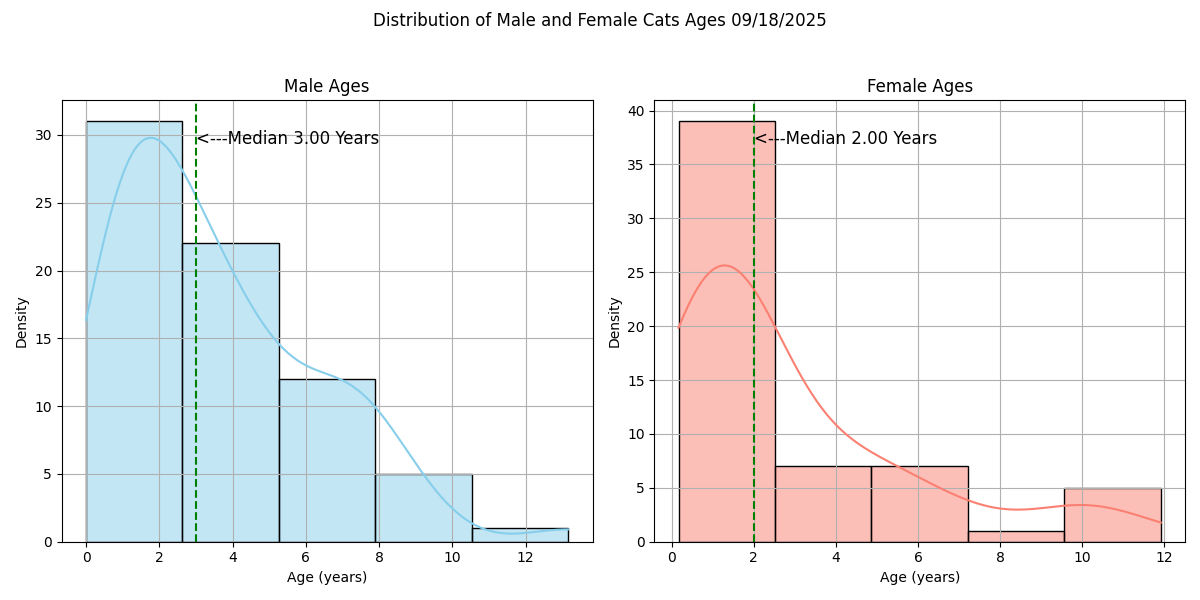 Distribution of Male and Female Cats Ages 09/18/2025
Male Ages
<---Median 3.00 Years
30
25
20
15
10
5
0
Density
0 2 4 6 8 10 12
Age (years)
Female Ages
<---Median 2.00 Years
40
35
30
25
20
15
10
5
0
Density
0 2 4 6 8 10 12
Age (years)